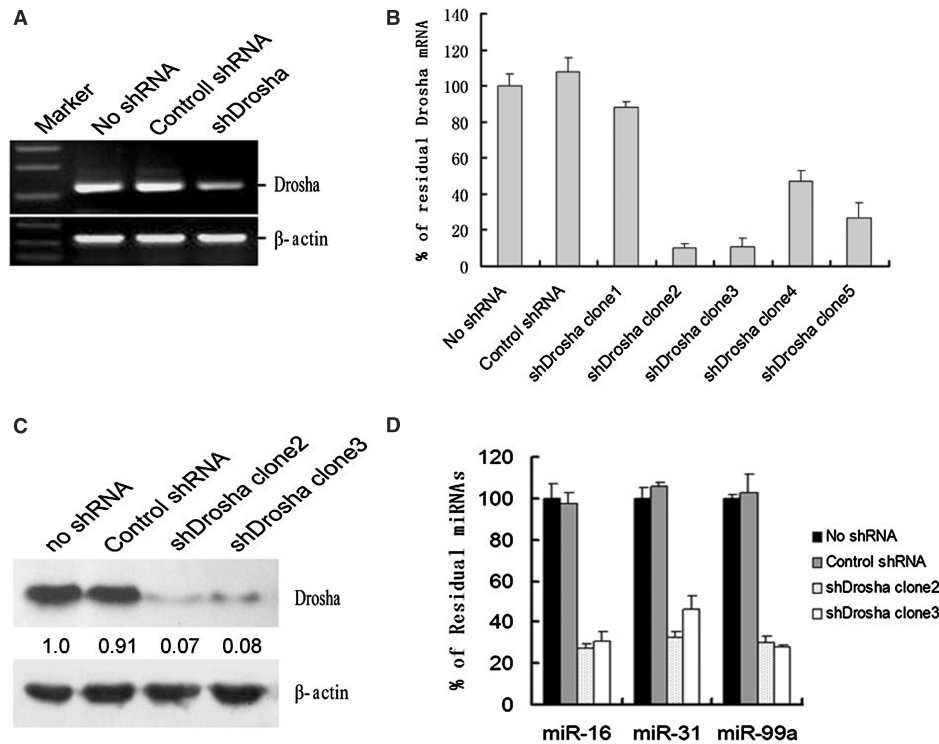 A
Marker
No shRNA
Controll shRNA
shDrosha
Drosha
β-actin
B
% of residual Drosha mRNA
140
120
100
80
60
40
20
0
No shRNA
Control shRNA
shDrosha clone1
shDrosha clone2
shDrosha clone3
shDrosha clone4
shDrosha clone5
C
no shRNA
Control shRNA
shDrosha clone2
shDrosha clone3
Drosha
1.0 0.91 0.07 0.08
β-actin
D
% of Residual miRNAs
120
100
80
60
40
20
0
miR-16 miR-31 miR-99a
No shRNA
Control shRNA
shDrosha clone2
shDrosha clone3